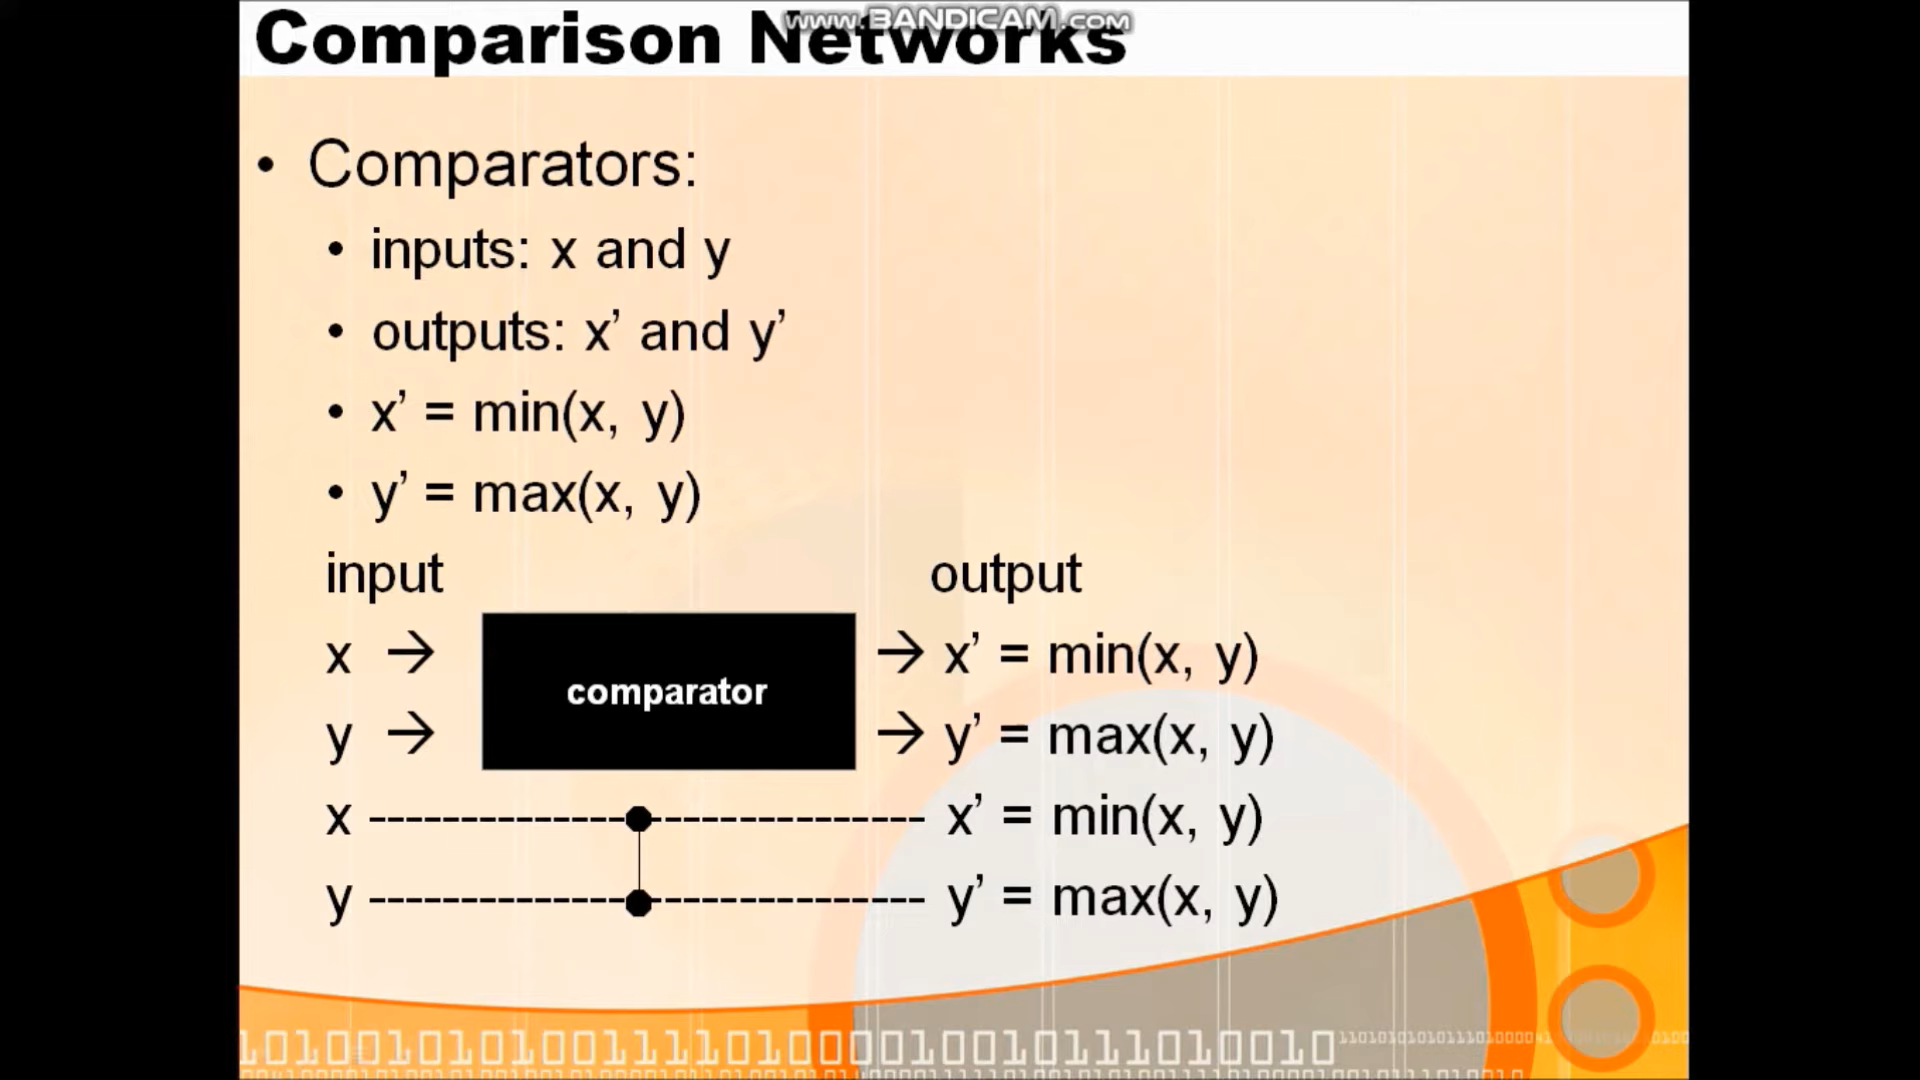 www.BANDICAM.com
Comparison Networks
• Comparators:
• inputs: x and y
• outputs: x’ and y’
• x’ = min(x, y)
• y’ = max(x, y)
input output
x → comparator → x’ = min(x, y)
y → → y’ = max(x, y)
x ------------------------------ x’ = min(x, y)
y ------------------------------ y’ = max(x, y)
1010010101001111010000010010111010010